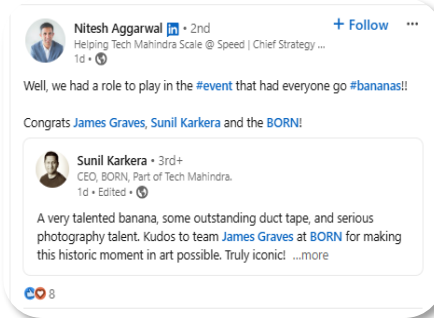 Nitesh Aggarwal in • 2nd
+ Follow ...
Helping Tech Mahindra Scale @ Speed | Chief Strategy ...
1d •
Well, we had a role to play in the #event that had everyone go #bananas!!
Congrats James Graves, Sunil Karkera and the BORN!
Sunil Karkera • 3rd+
CEO, BORN, Part of Tech Mahindra.
1d • Edited •
A very talented banana, some outstanding duct tape, and serious
photography talent. Kudos to team James Graves at BORN for making
this historic moment in art possible. Truly iconic! ...more
8